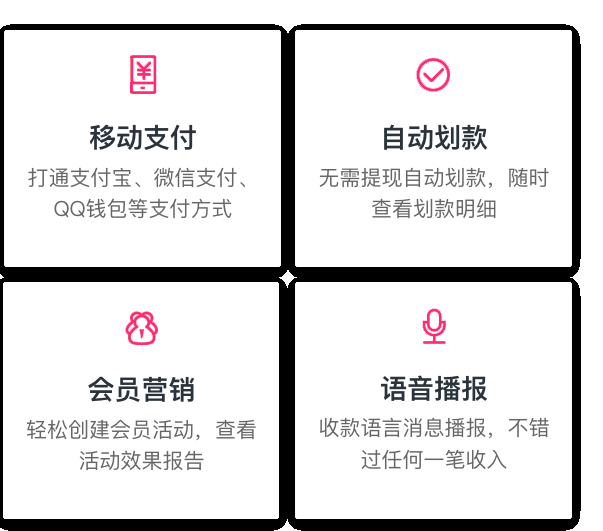 移动支付
打通支付宝、微信支付、
QQ钱包等支付方式
自动划款
无需提现自动划款，随时
查看划款明细
会员营销
轻松创建会员活动，查看
活动效果报告
语音播报
收款语言消息播报，不错
过任何一笔收入